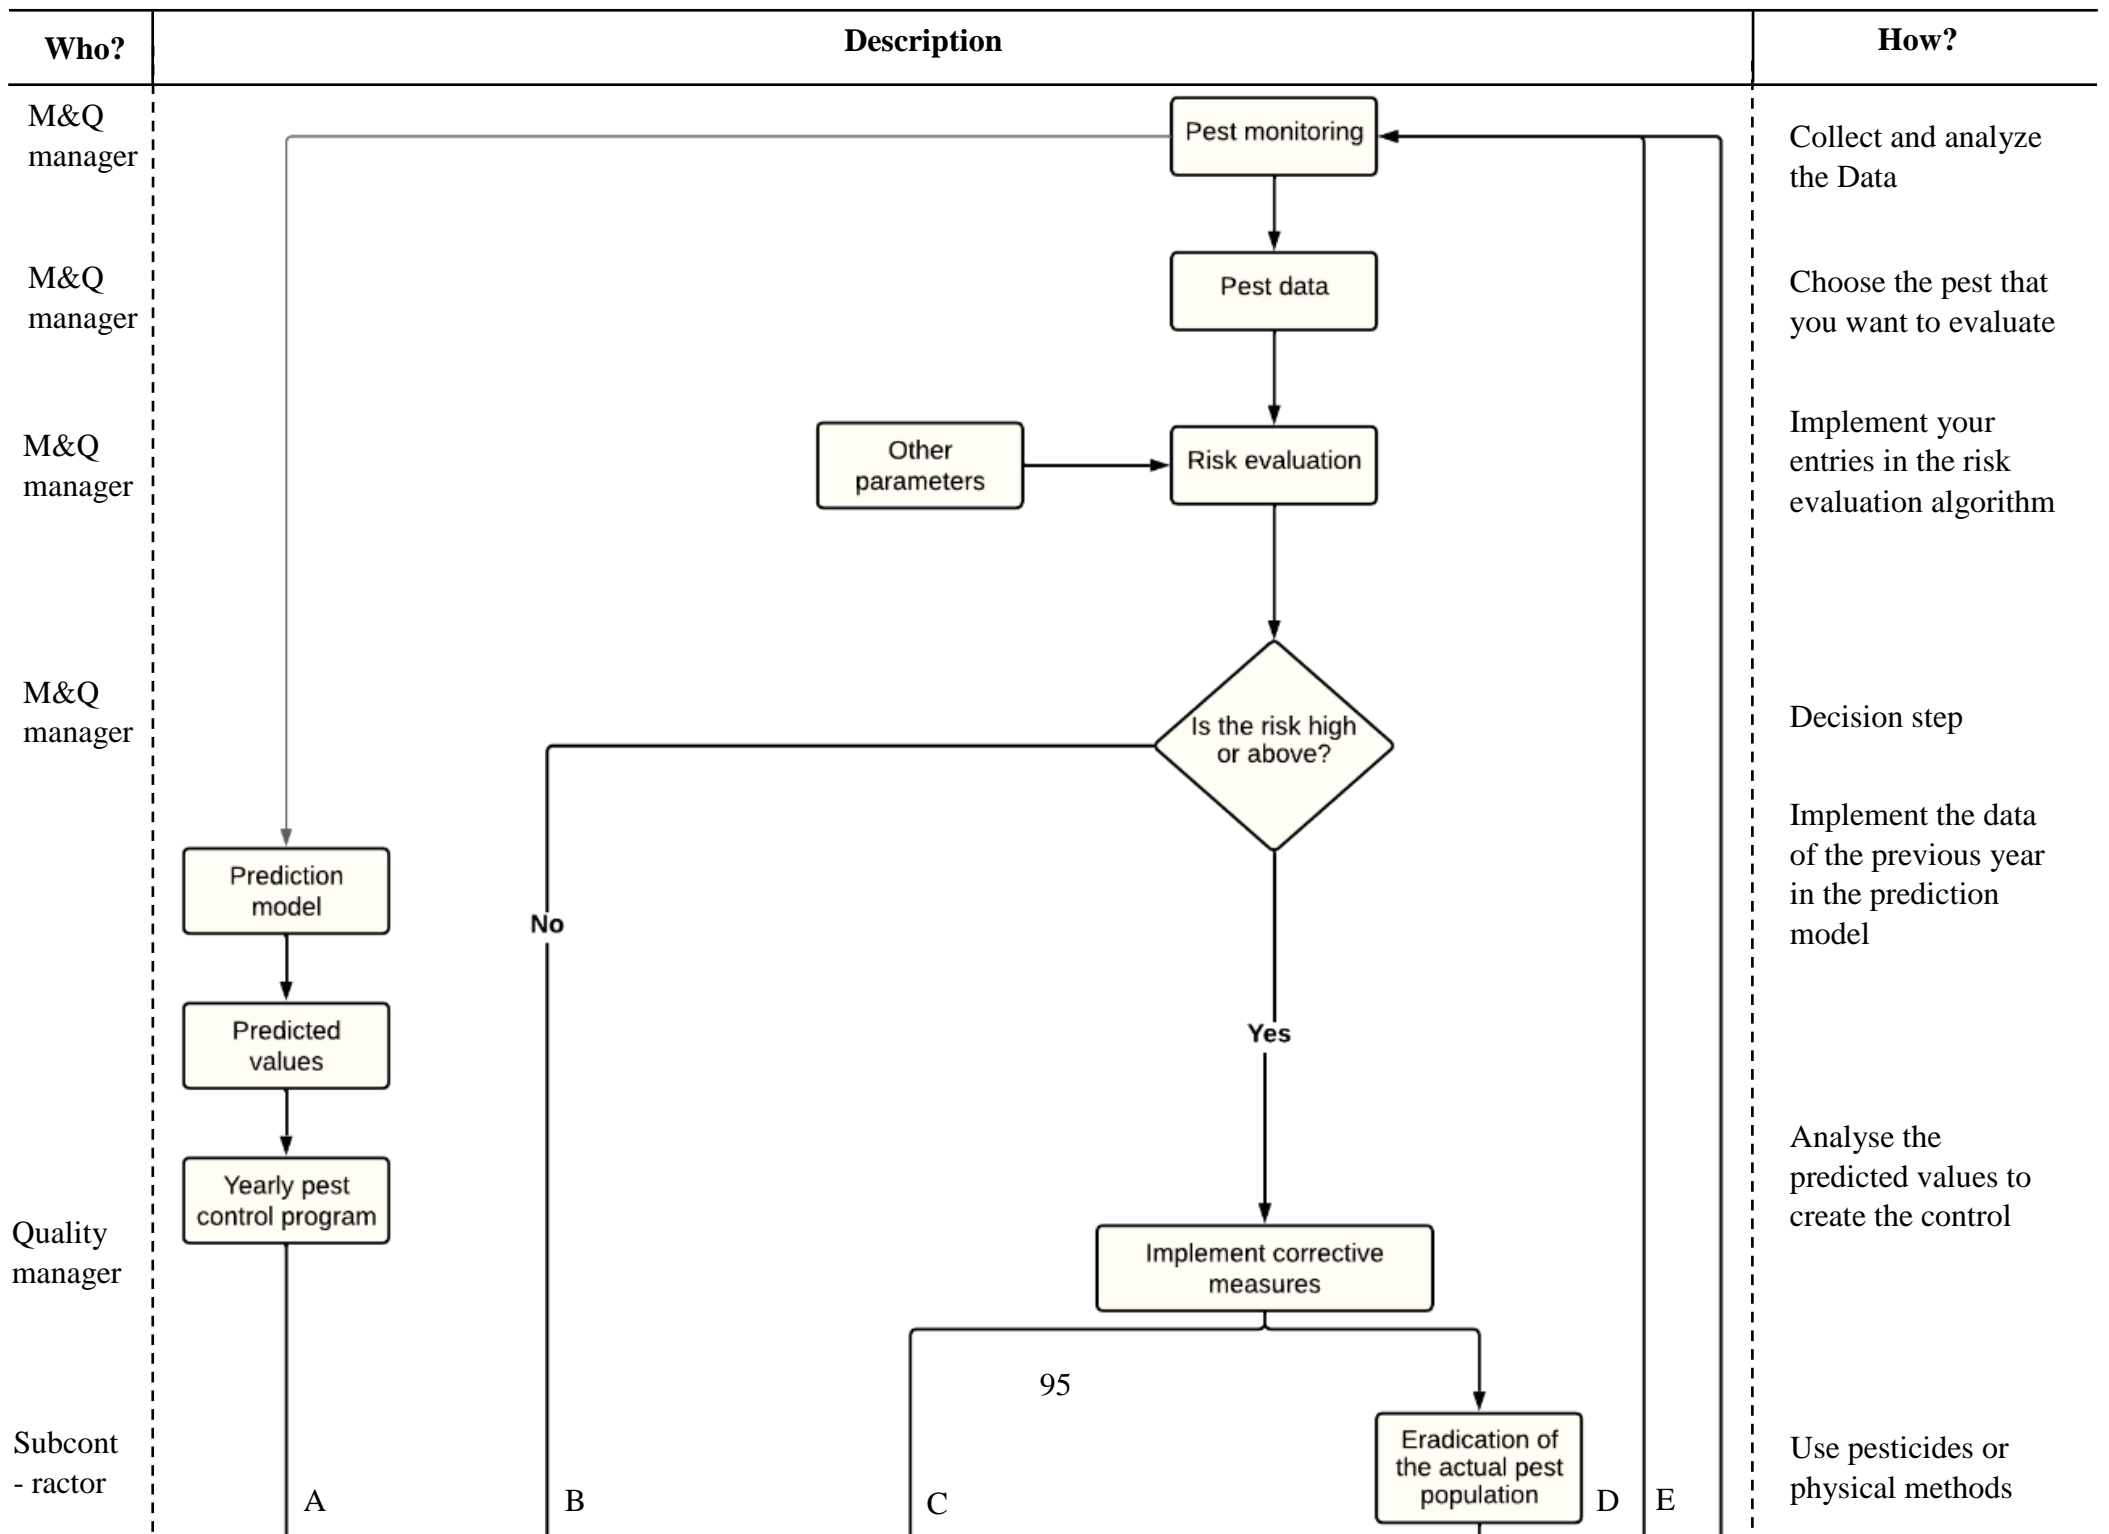 Who?
Description
How?
M&Q
manager
Pest monitoring
Collect and analyze
the Data
M&Q
manager
Pest data
Choose the pest that
you want to evaluate
M&Q
manager
Other
parameters
Risk evaluation
Implement your
entries in the risk
evaluation algorithm
M&Q
manager
Is the risk high
or above?
Decision step
Prediction
model
No
Implement the data
of the previous year
in the prediction
model
Predicted
values
Yes
Yearly pest
control program
Analyse the
predicted values to
create the control
Quality
manager
Implement corrective
measures
95
Subcont
- ractor
Eradication of
the actual pest
population
Use pesticides or
physical methods
A
B
C
D
E